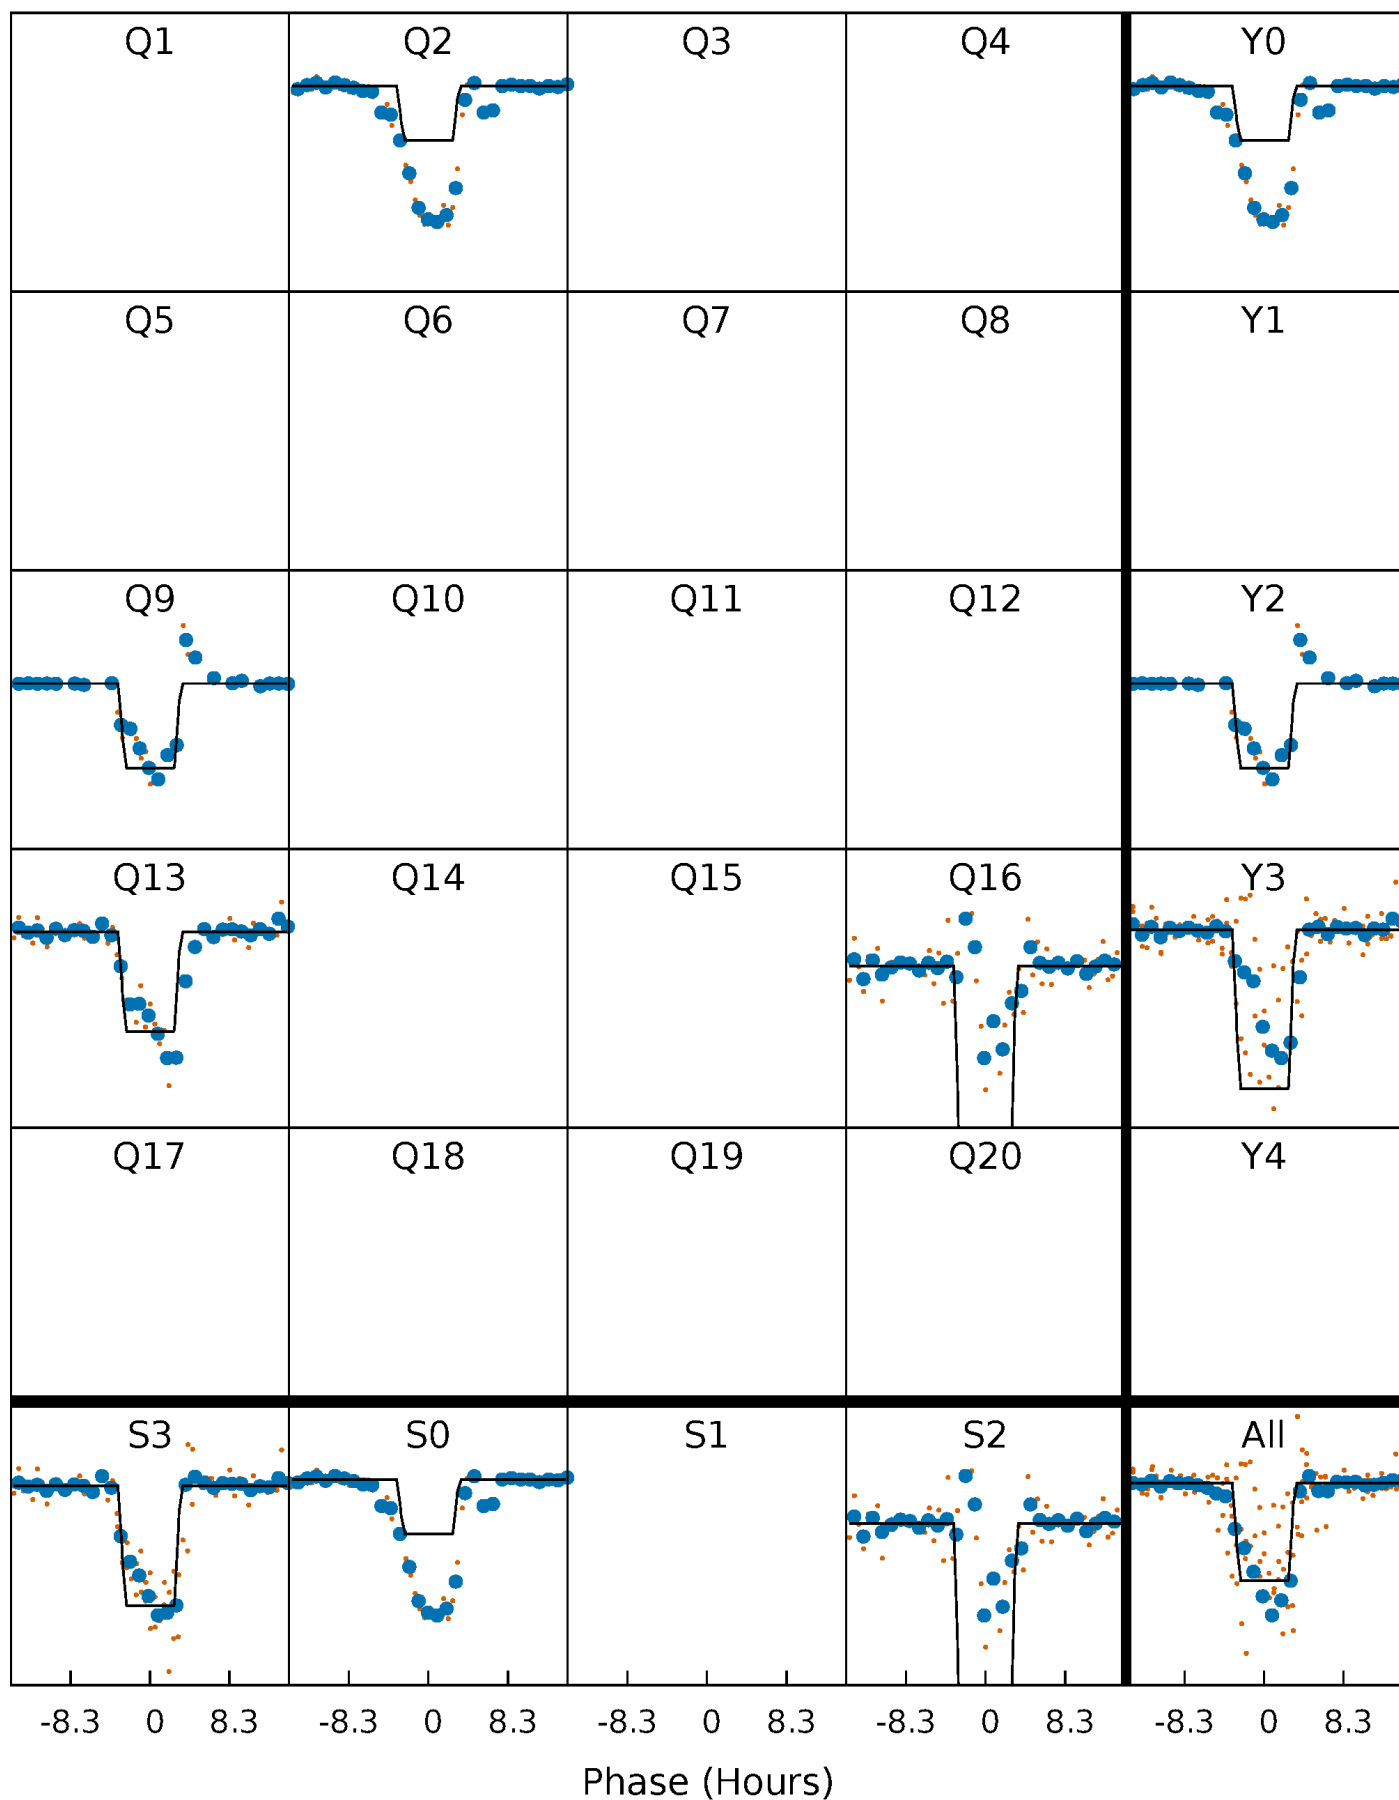 Q1 Q2 Q3 Q4 Y0
Q5 Q6 Q7 Q8 Y1
Q9 Q10 Q11 Q12 Y2
Q13 Q14 Q15 Q16 Y3
Q17 Q18 Q19 Q20 Y4
S3 S0 S1 S2 All
-8.3 0 8.3 -8.3 0 8.3 -8.3 0 8.3 -8.3 0 8.3 -8.3 0 8.3
Phase (Hours)